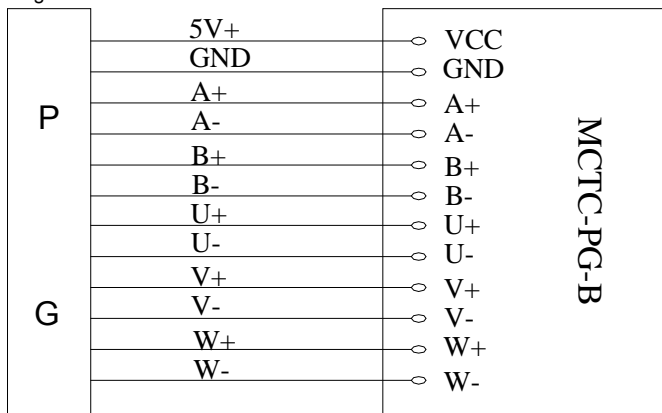 5V+ VCC
GND GND
A+ A+
P
A- A-
B+ B+
B- B-
U+ U+
U- U-
V+ V+
G
V- V-
W+ W+
W- W-
MCTC-PG-B